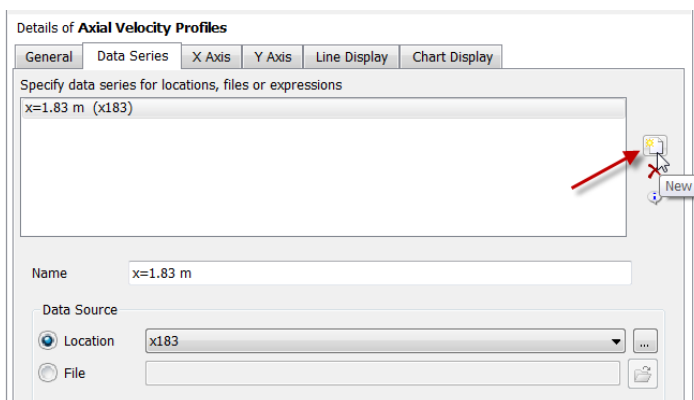 Details of Axial Velocity Profiles
General Data Series X Axis Y Axis Line Display Chart Display
Specify data series for locations, files or expressions
x=1.83 m (x183)
New
Name x=1.83 m
Data Source
Location x183 ...
File